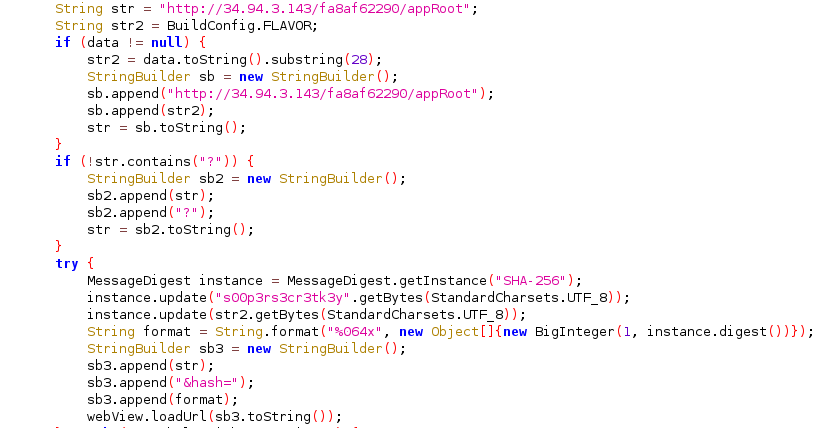 String str = "http://34.94.3.143/fa8af62290/appRoot";
String str2 = BuildConfig.FLAVOR;
if (data != null) {
    str2 = data.toString().substring(28);
    StringBuilder sb = new StringBuilder();
    sb.append("http://34.94.3.143/fa8af62290/appRoot");
    sb.append(str2);
    str = sb.toString();
}
if (!str.contains("?")) {
    StringBuilder sb2 = new StringBuilder();
    sb2.append(str);
    sb2.append("?");
    str = sb2.toString();
}
try {
    MessageDigest instance = MessageDigest.getInstance("SHA-256");
    instance.update("s00p3rs3cr3tk3y".getBytes(StandardCharsets.UTF_8));
    instance.update(str2.getBytes(StandardCharsets.UTF_8));
    String format = String.format("%064x", new Object[]{new BigInteger(1, instance.digest())});
    StringBuilder sb3 = new StringBuilder();
    sb3.append(str);
    sb3.append("&hash=");
    sb3.append(format);
    webView.loadUrl(sb3.toString());